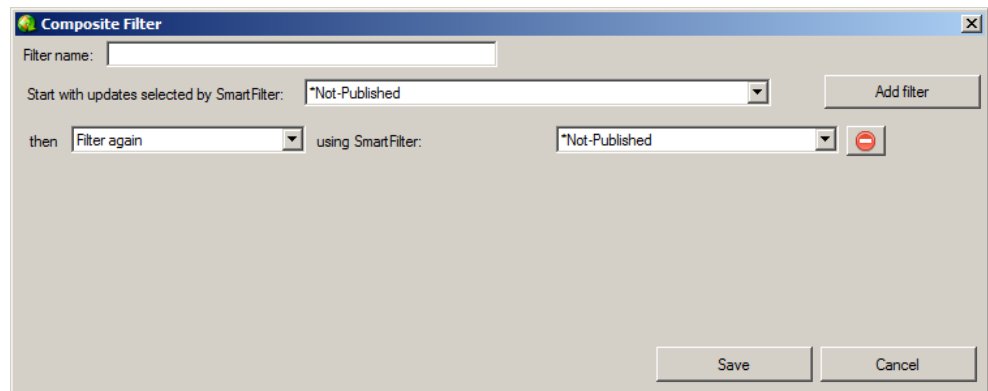 Composite Filter
Filter name:
Start with updates selected by SmartFilter: *Not-Published Add filter
then Filter again using SmartFilter: *Not-Published
Save Cancel